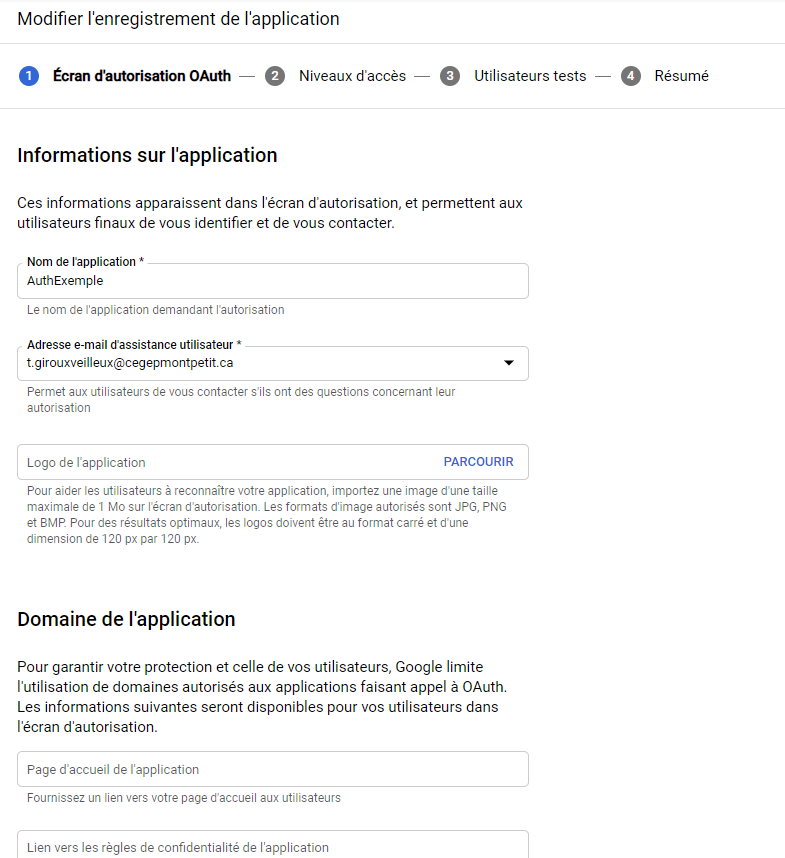 Modifier l'enregistrement de l'application
1 Écran d'autorisation OAuth — 2 Niveaux d'accès — 3 Utilisateurs tests — 4 Résumé
Informations sur l'application
Ces informations apparaissent dans l'écran d'autorisation, et permettent aux
utilisateurs finaux de vous identifier et de vous contacter.
Nom de l'application *
AuthExemple
Le nom de l'application demandant l'autorisation
Adresse e-mail d'assistance utilisateur *
t.girouxveilleux@cegepmontpetit.ca
Permet aux utilisateurs de vous contacter s'ils ont des questions concernant leur
autorisation
Logo de l'application PARCOURIR
Pour aider les utilisateurs à reconnaître votre application, importez une image d'une taille
maximale de 1 Mo sur l'écran d'autorisation. Les formats d'image autorisés sont JPG, PNG
et BMP. Pour des résultats optimaux, les logos doivent être au format carré et d'une
dimension de 120 px par 120 px.
Domaine de l'application
Pour garantir votre protection et celle de vos utilisateurs, Google limite
l'utilisation de domaines autorisés aux applications faisant appel à OAuth.
Les informations suivantes seront disponibles pour vos utilisateurs dans
l'écran d'autorisation.
Page d'accueil de l'application
Fournissez un lien vers votre page d'accueil aux utilisateurs
Lien vers les règles de confidentialité de l'application